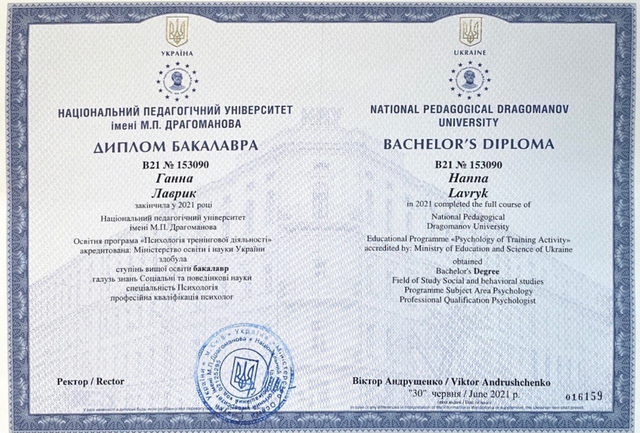 УКРАЇНА
НАЦІОНАЛЬНИЙ ПЕДАГОГІЧНИЙ УНІВЕРСИТЕТ
імені М.П. ДРАГОМАНОВА
ДИПЛОМ БАКАЛАВРА
В21 № 153090
Ганна
Лаврик
закінчила у 2021 році
Національний педагогічний університет
імені М.П. Драгоманова
Освітня програма «Психологія тренінгової діяльності»
акредитована: Міністерство освіти і науки України
здобула
ступінь вищої освіти бакалавр
галузь знань Соціальні та поведінкові науки
спеціальність Психологія
професійна кваліфікація психолог
Ректор / Rector
UKRAINE
NATIONAL PEDAGOGICAL DRAGOMANOV
UNIVERSITY
BACHELOR'S DIPLOMA
B21 № 153090
Hanna
Lavryk
in 2021 completed the full course of
National Pedagogical
Dragomanov University
Educational Programme «Psychology of Training Activity»
accredited by: Ministry of Education and Science of Ukraine
obtained
Bachelor's Degree
Field of Study Social and behavioral studies
Programme Subject Area Psychology
Professional Qualification Psychologist
Віктор Андрущенко / Viktor Andrushchenko
"30" червня / June 2021 р.
016159